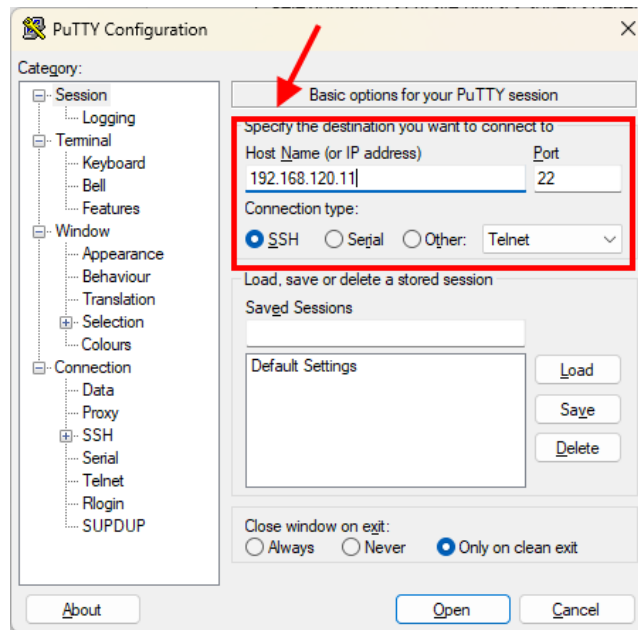 PuTTY Configuration
Category:
Session
Logging
Terminal
Keyboard
Bell
Features
Window
Appearance
Behaviour
Translation
Selection
Colours
Connection
Data
Proxy
SSH
Serial
Telnet
Rlogin
SUPDUP
Basic options for your PuTTY session
Specify the destination you want to connect to
Host Name (or IP address) Port
192.168.120.11 22
Connection type:
SSH Serial Other: Telnet
Load, save or delete a stored session
Saved Sessions
Default Settings
Load
Save
Delete
Close window on exit:
Always Never Only on clean exit
About Open Cancel